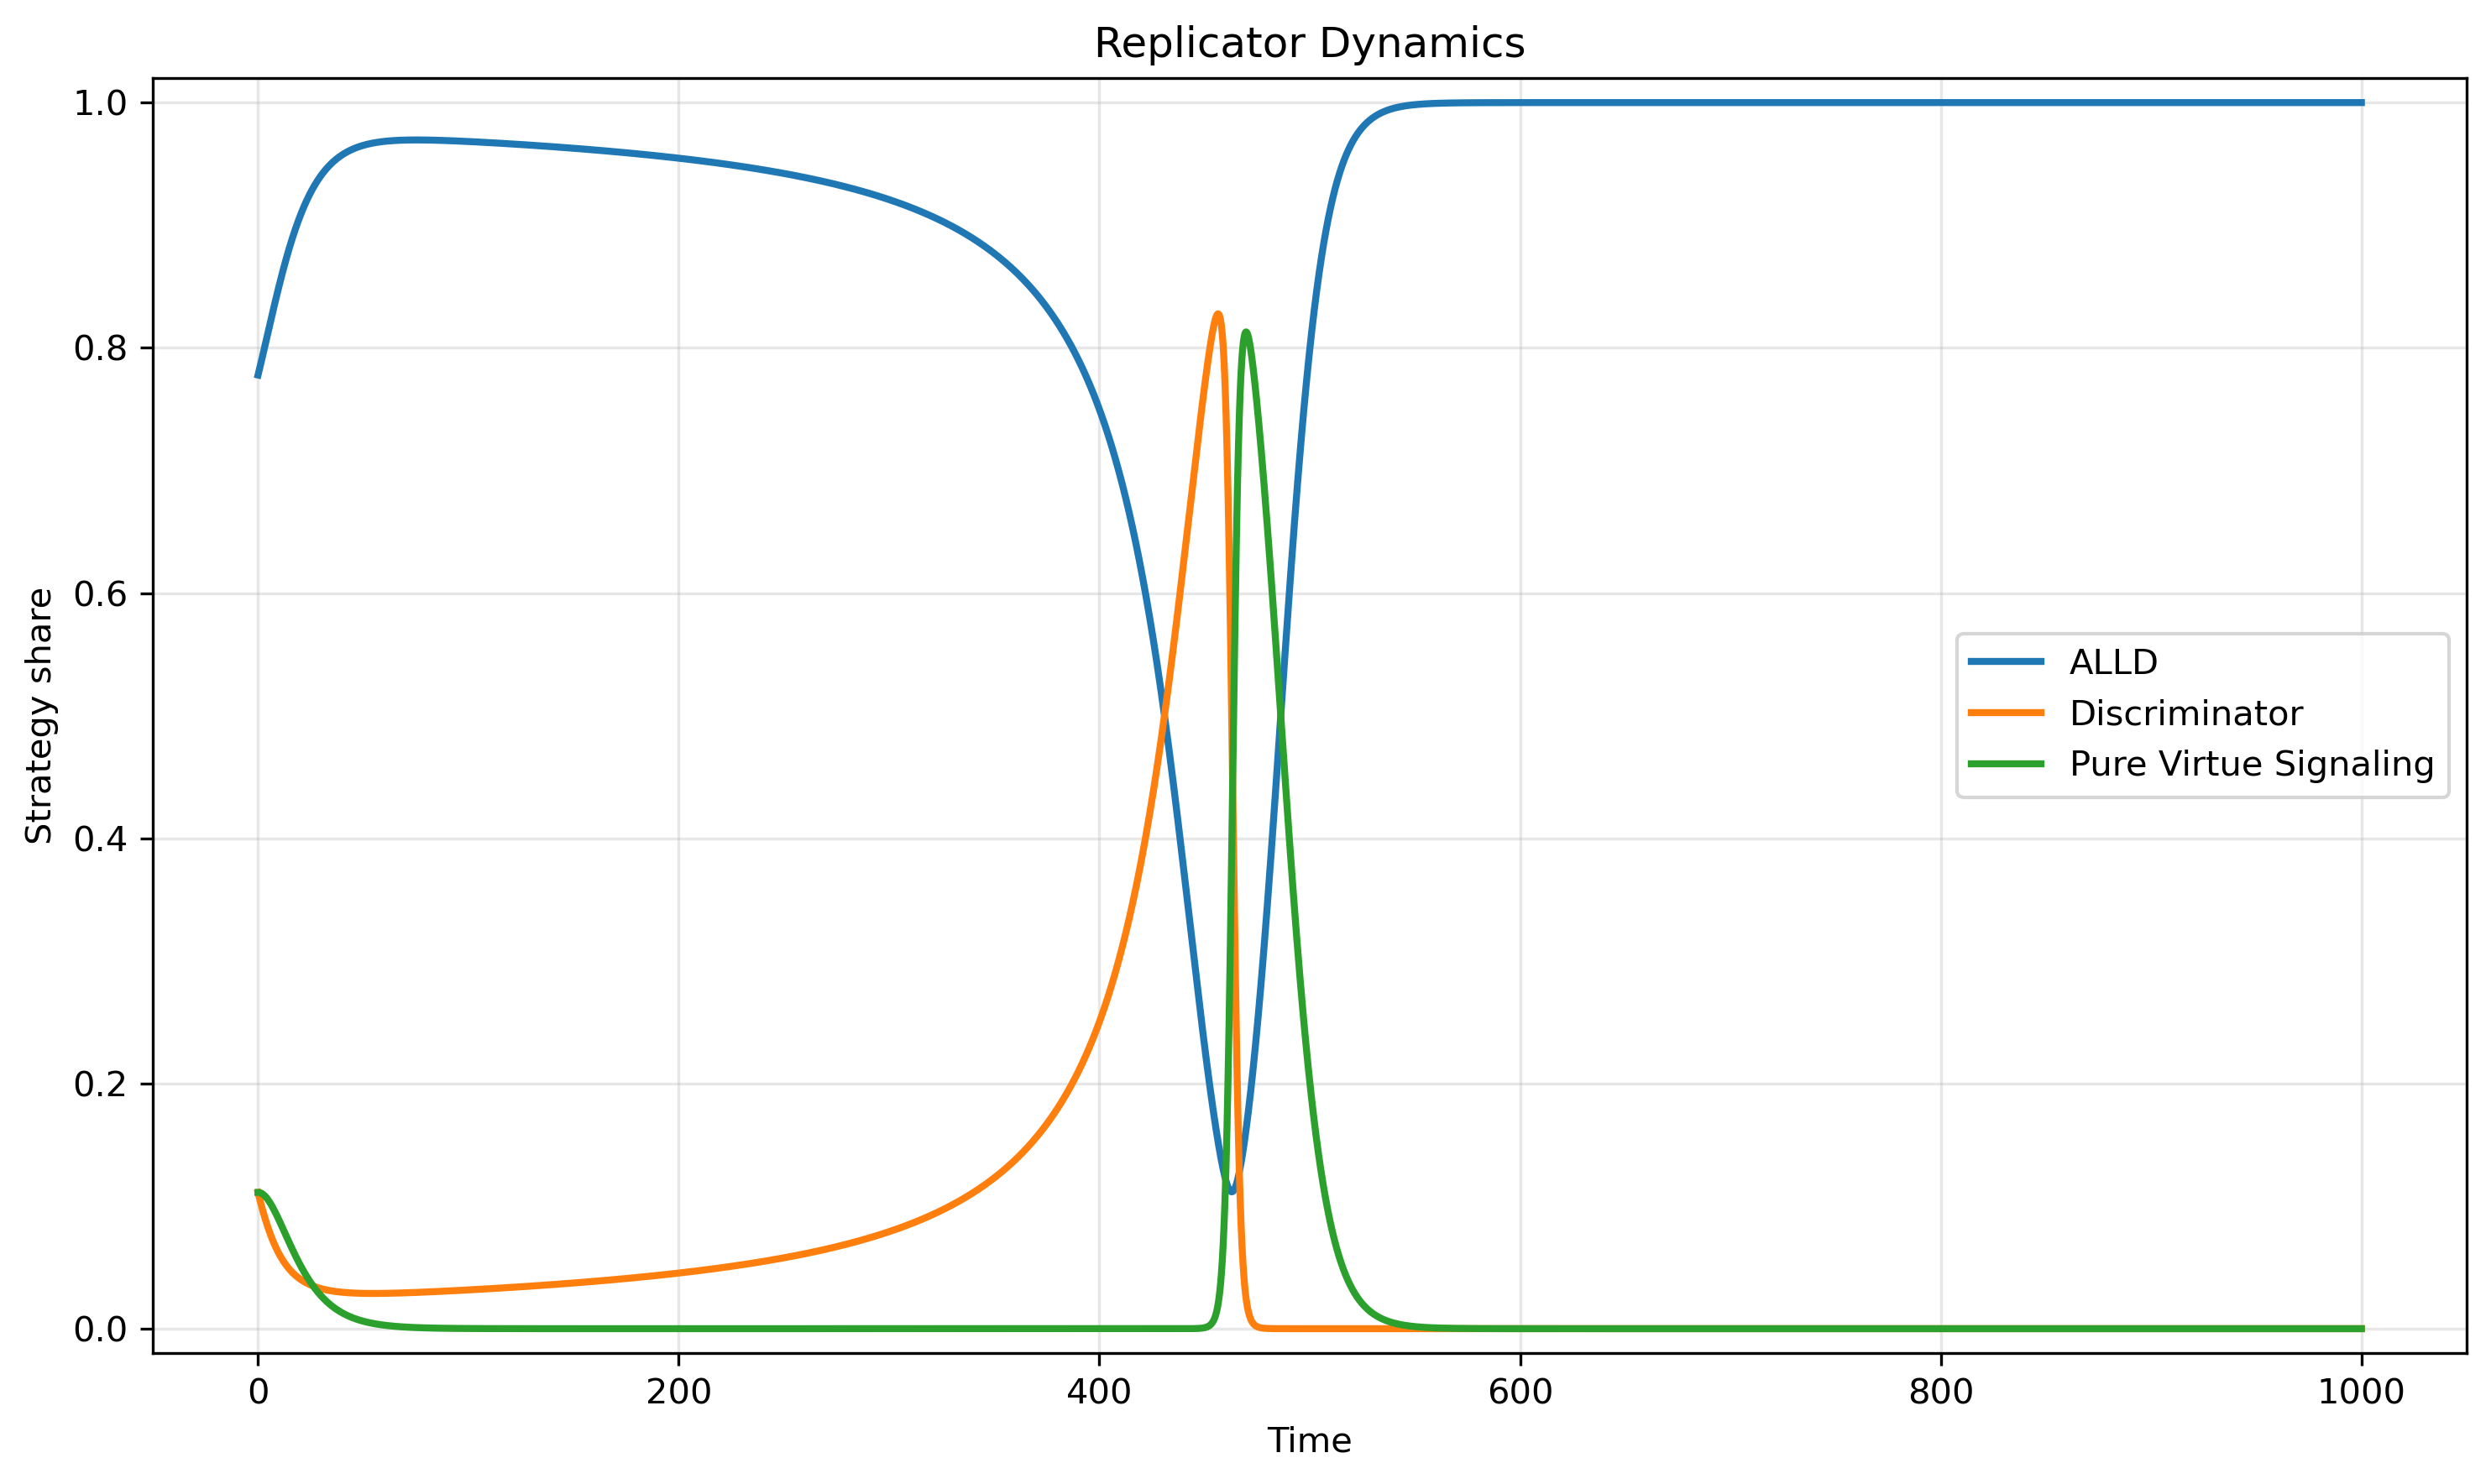 Replicator Dynamics
1.0
0.8
0.6
0.4
0.2
0.0
Strategy share
ALLD
Discriminator
Pure Virtue Signaling
0 200 400 600 800 1000
Time